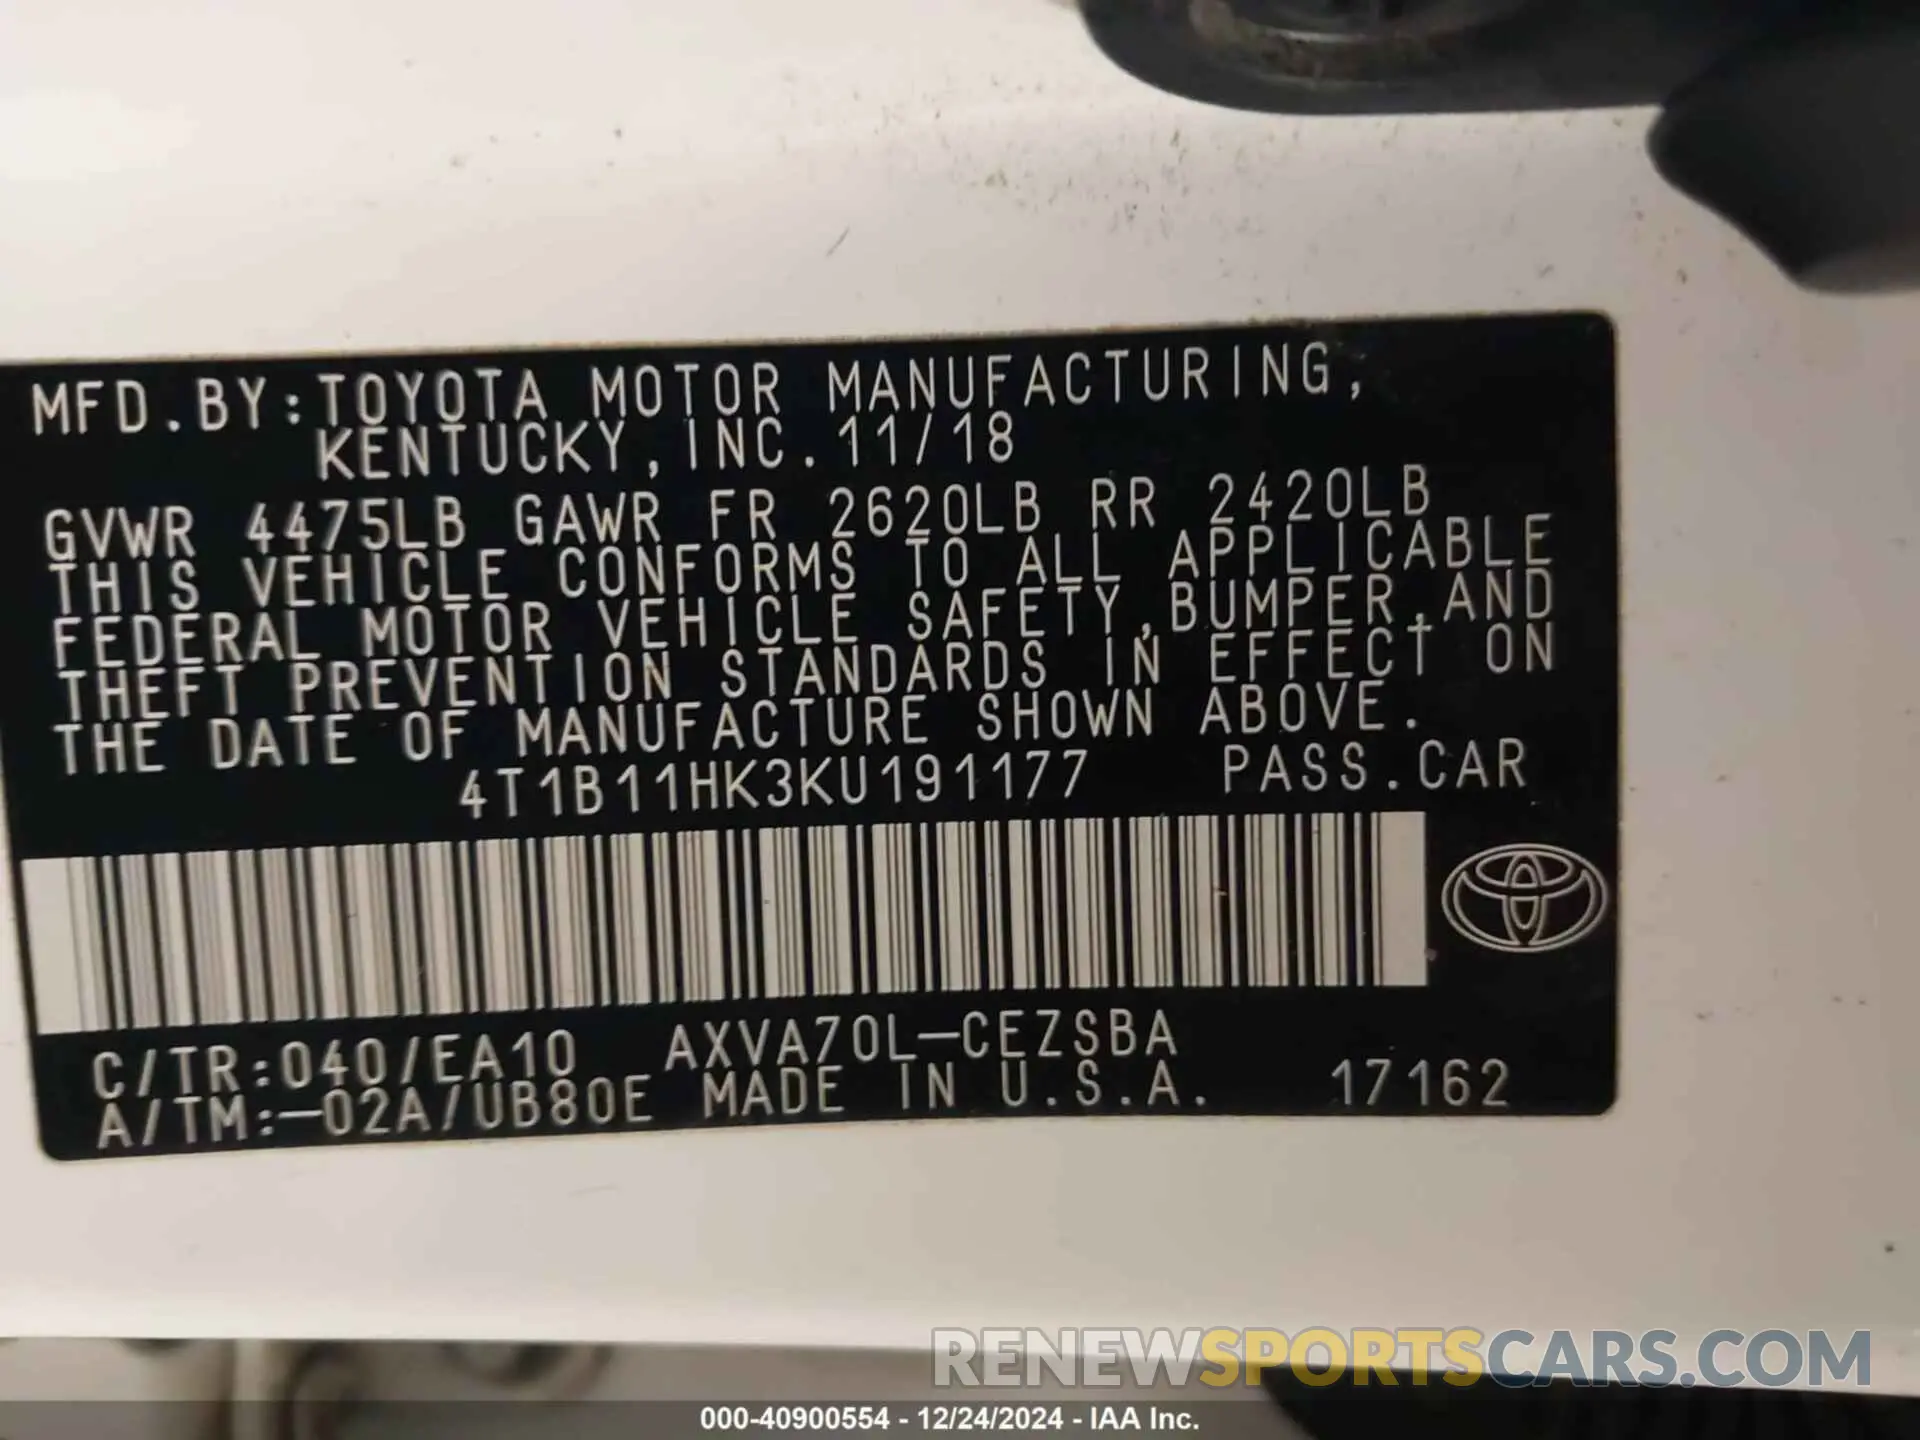 MFD.BY:TOYOTA MOTOR MANUFACTURING,
KENTUCKY,INC.11/18
GVWR 4475LB GAWR FR 2620LB RR 2420LB
THIS VEHICLE CONFORMS TO ALL APPLICABLE
FEDERAL MOTOR VEHICLE SAFETY,BUMPER,AND
THEFT PREVENTION STANDARDS IN EFFECT ON
THE DATE OF MANUFACTURE SHOWN ABOVE.
4T1B11HK3KU191177 PASS.CAR
C/TR:040/EA10 AXVA70L-CEZSBA
A/TM:-02A/UB80E MADE IN U.S.A. 17162
RENEWSPORTSCARS.COM
000-40900554 - 12/24/2024 - IAA Inc.